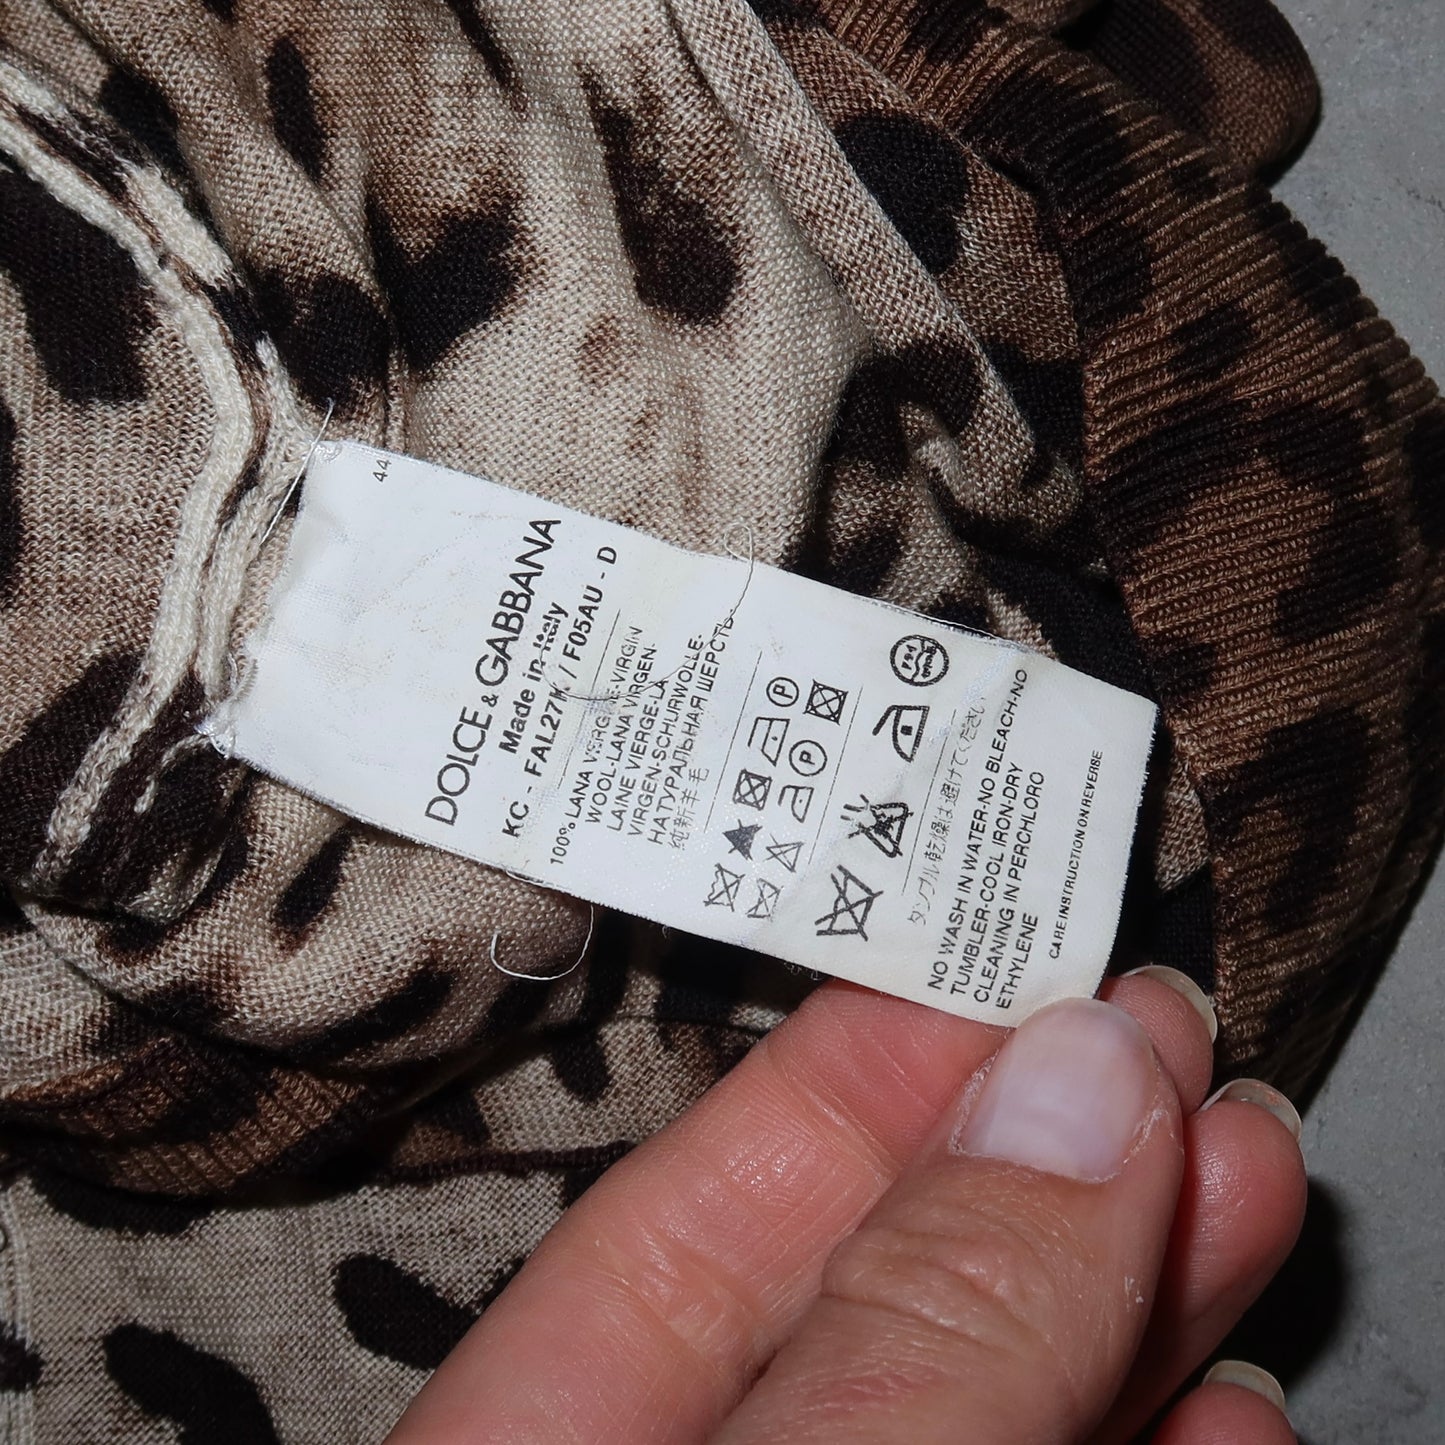 44
DOLCE & GABBANA
Made in Italy
KC - FAL27K / F05AU - D
100% LANA VERGINE-VIRGIN
WOOL-LANA VIRGEN.
LAINE VIERGE-LÃ
VIRGEN-SCHURWOLLE-
НАТУРАЛЬНАЯ ШЕРСТЬ
纯新羊毛
P
P
タンブル乾燥は避けてください
NO WASH IN WATER-NO BLEACH-NO
TUMBLER-COOL IRON-DRY
CLEANING IN PERCHLORO
ETHYLENE
CARE INSTRUCTION ON REVERSE